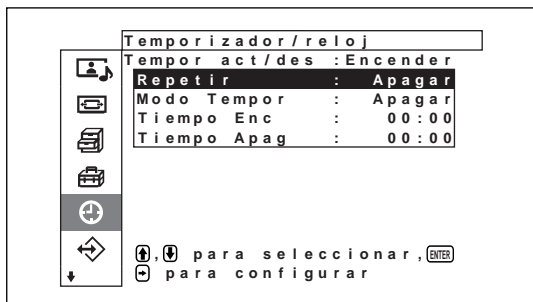 Temporizador/reloj
Tempor act/des :Encender
Repetir : Apagar
Modo Tempor : Apagar
Tiempo Enc : 00:00
Tiempo Apag : 00:00
, para seleccionar, ENTER
para configurar